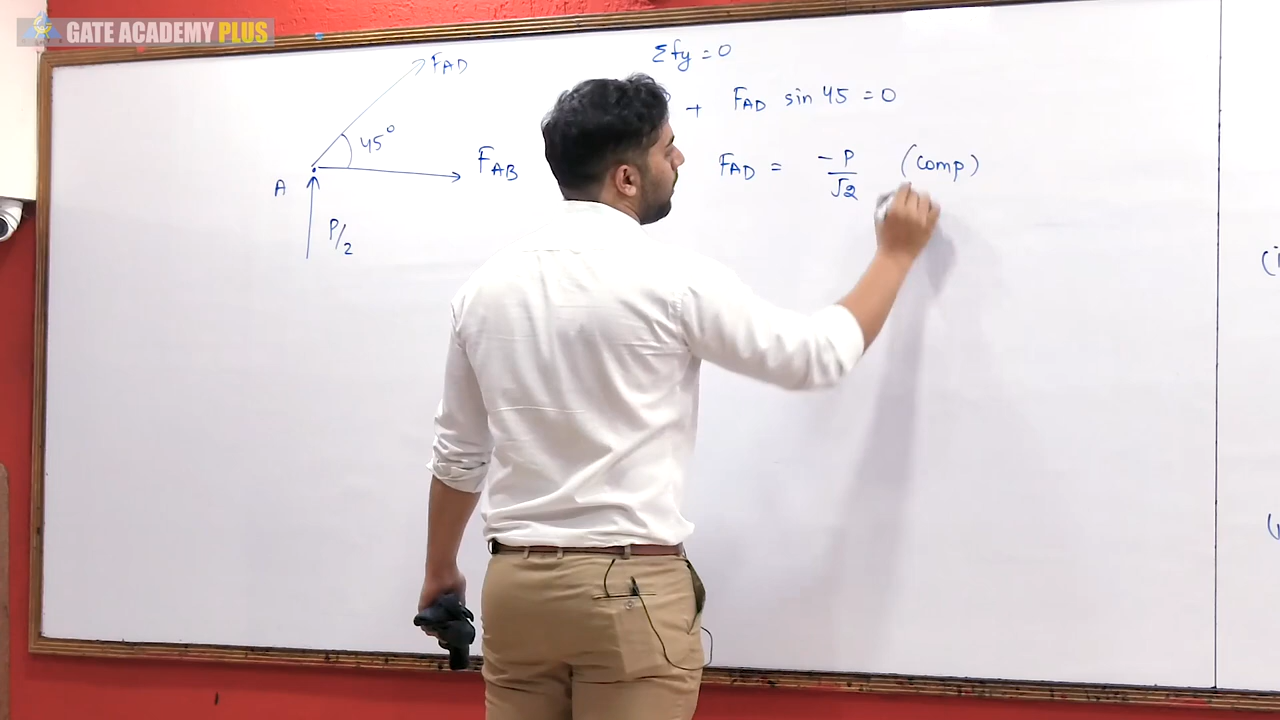 GATE ACADEMY PLUS
F_AD
45°
F_AB
A
P/2
Σfy = 0
+ F_AD sin 45 = 0
F_AD = -P/√2 (comp)